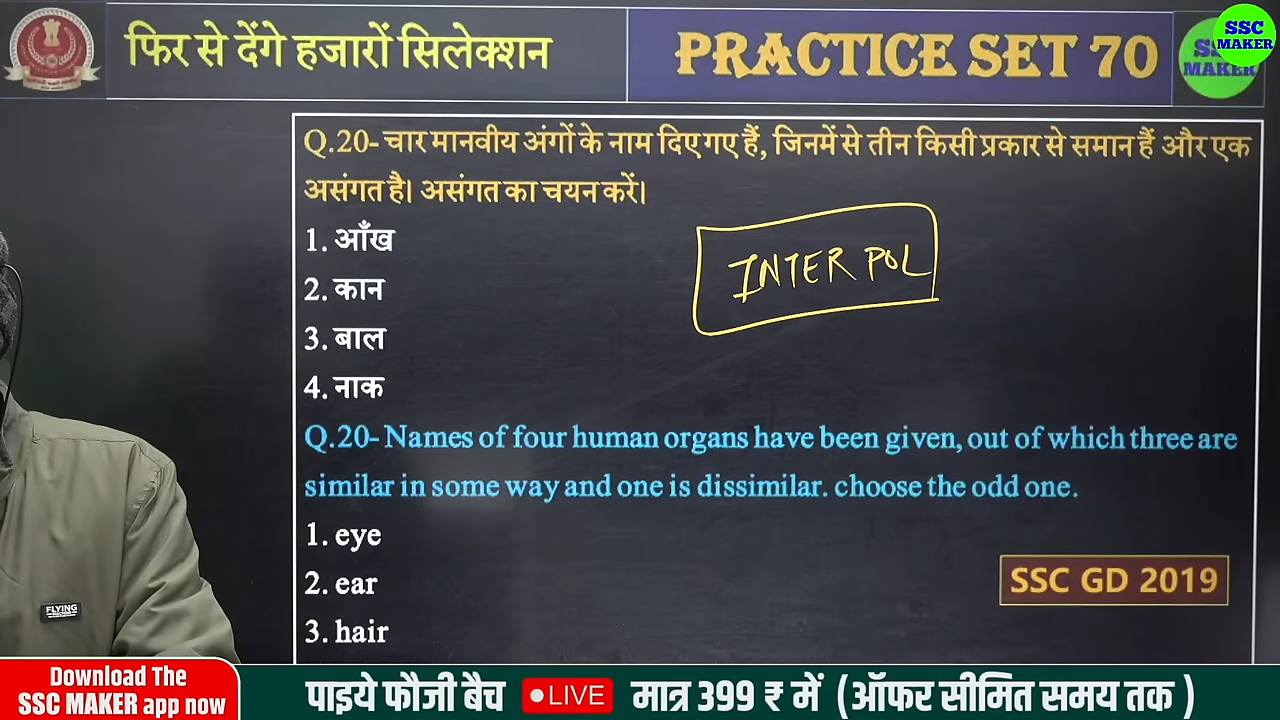 फिर से देंगे हजारों सिलेक्शन
PRACTICE SET 70
SSC
MAKER
MAKER
Q.20- चार मानवीय अंगों के नाम दिए गए हैं, जिनमें से तीन किसी प्रकार से समान हैं और एक
असंगत है। असंगत का चयन करें।
1. आँख
INTERPOL
2. कान
3. बाल
4. नाक
Q.20- Names of four human organs have been given, out of which three are
similar in some way and one is dissimilar. choose the odd one.
1. eye
2. ear
SSC GD 2019
3. hair
FLYING
Download The
SSC MAKER app now
पाइये फौजी बैच LIVE मात्र 399 ₹ में (ऑफर सीमित समय तक )